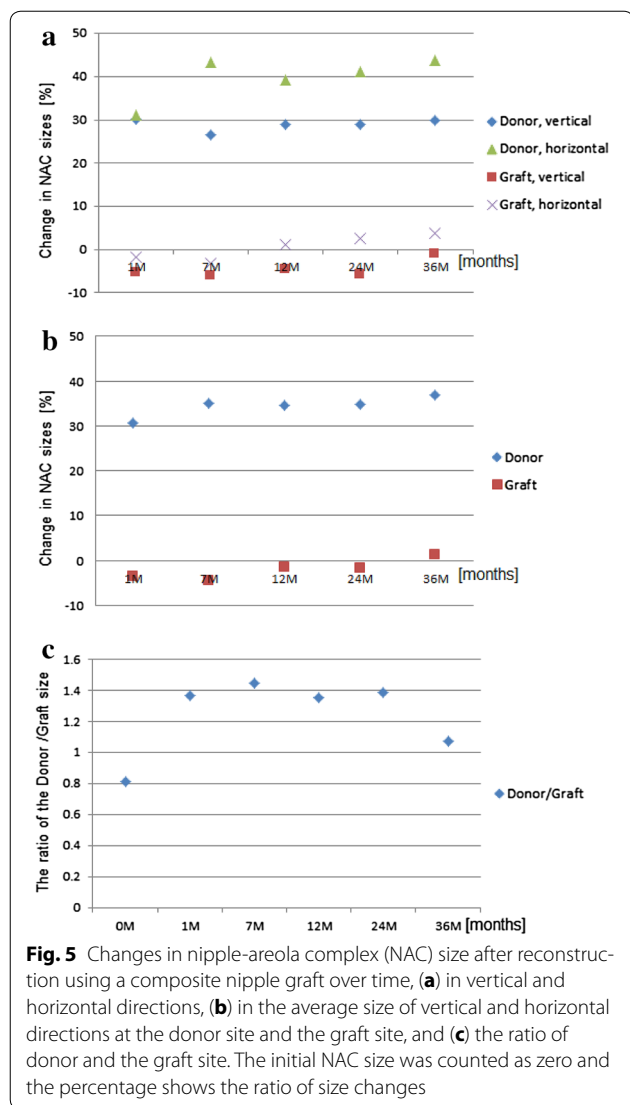 a
Change in NAC sizes [%]
50
40
30
20
10
0
-10
1M 7M 12M 24M 36M [months]
Donor, vertical
Donor, horizontal
Graft, vertical
Graft, horizontal
b
Change in NAC sizes [%]
50
40
30
20
10
0
-10
1M 7M 12M 24M 36M [months]
Donor
Graft
c
The ratio of the Donor /Graft size
1.6
1.4
1.2
1
0.8
0.6
0.4
0.2
0
0M 1M 7M 12M 24M 36M [months]
Donor/Graft
Fig. 5 Changes in nipple-areola complex (NAC) size after reconstruc-
tion using a composite nipple graft over time, (a) in vertical and
horizontal directions, (b) in the average size of vertical and horizontal
directions at the donor site and the graft site, and (c) the ratio of
donor and the graft site. The initial NAC size was counted as zero and
the percentage shows the ratio of size changes